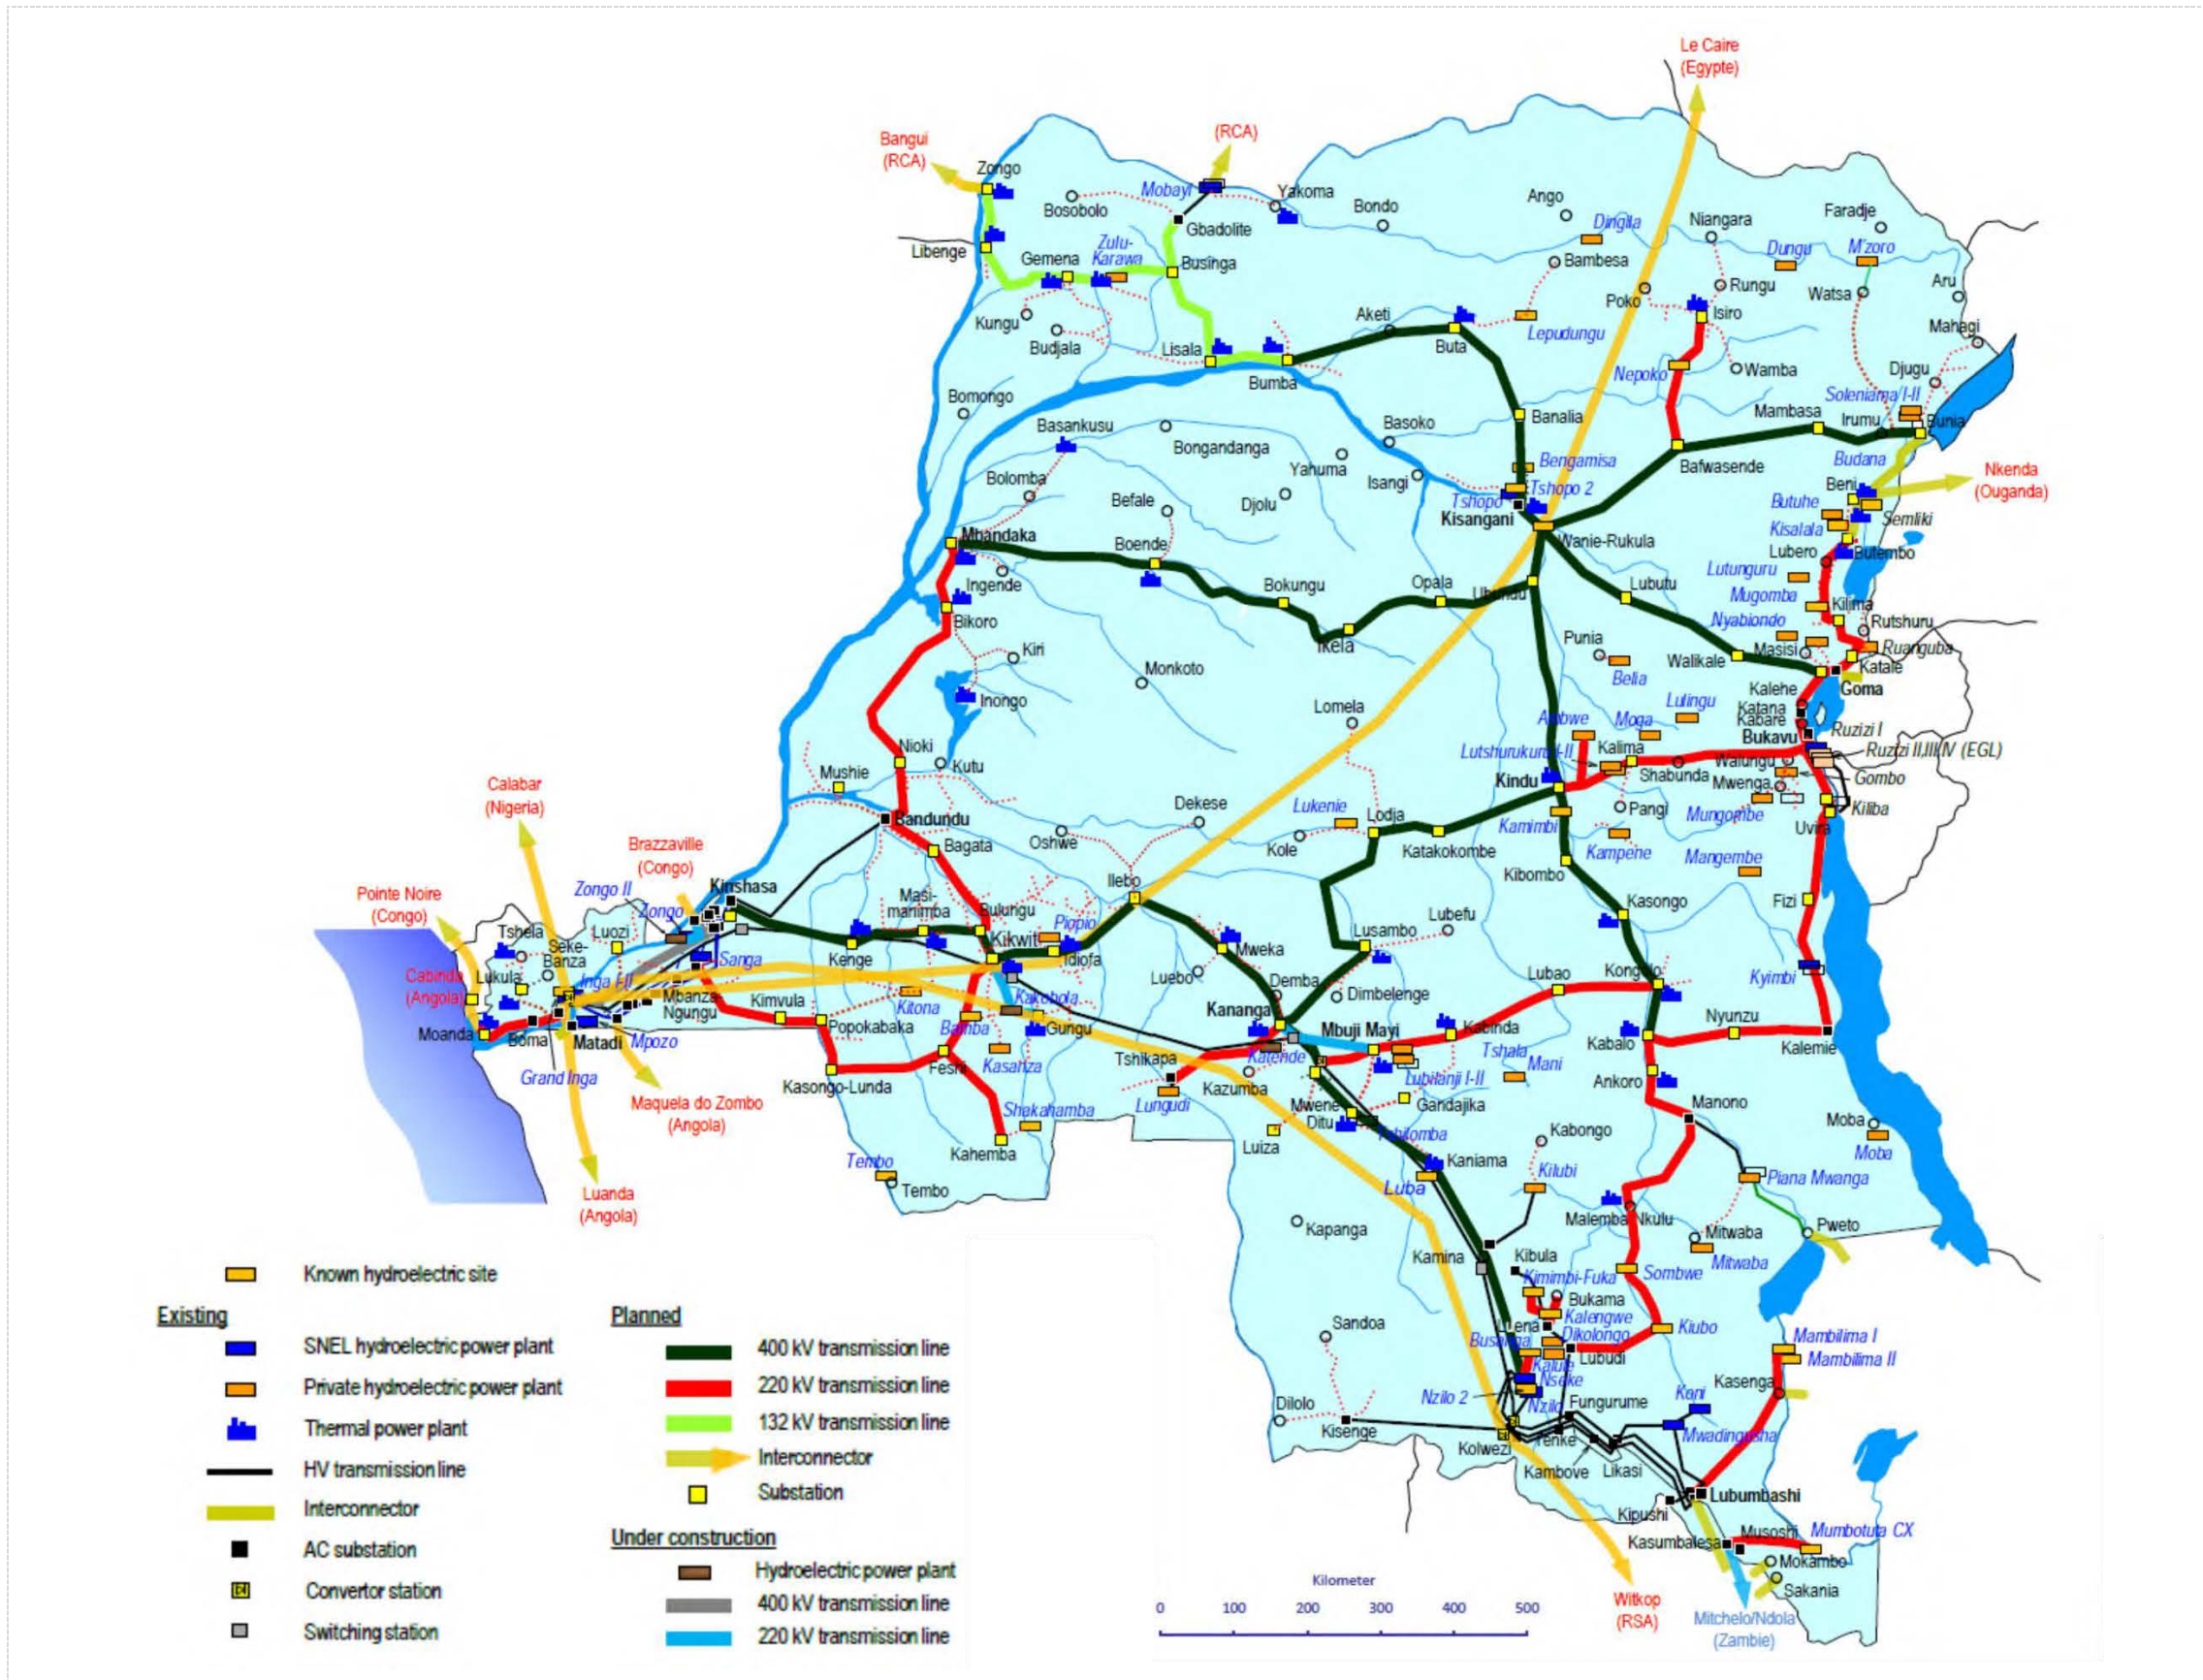 Le Caire
(Egypte)
Bangui
(RCA)
(RCA)
Zongo
Mobayi
Yakoma
Bosobolo
Gbadolite
Bondo
Ango
Dingila
Niangara
Faradje
Libenge
Gemena
Zulu-
Karawa
Businga
Bambesa
Dungu
M'zoro
Aru
Poko
Rungu
Watsa
Kungu
Budjala
Lisala
Bumba
Aketi
Buta
Lepudungu
Isiro
Mahagi
Nepoko
Wamba
Djugu
Soleniama I-II
Bomongo
Basankusu
Bongandanga
Basoko
Banalia
Mambasa
Irumu
Bunia
Yahuma
Bafwasende
Bolomba
Befale
Djolu
Isangi
Bengamisa
Tshopo
Tshopo 2
Kisangani
Budana
Beni
Nkenda
(Ouganda)
Butuhe
Kisalala
Semliki
Mbandaka
Boende
Wanie-Rukula
Lubero
Butembo
Ingende
Bokungu
Opala
Ubundu
Lubutu
Lutunguru
Mugomba
Kilima
Bikoro
Ikela
Nyabiondo
Rutshuru
Kiri
Monkoto
Punia
Walikale
Masisi
Ruanguba
Katale
Belia
Goma
Inongo
Lomela
Kalehe
Katana
Kabare
Bukavu
Lulingu
Ambwe
Moga
Ruzizi I
Ruzizi II,III,IV (EGL)
Nioki
Kutu
Lutshurukuru I-II
Kalima
Shabunda
Walungu
Gombo
Mushie
Kindu
Mwenga
Calabar
(Nigeria)
Dekese
Lukenie
Lodja
Pangi
Mungombe
Kiliba
Bandundu
Oshwe
Kole
Katakokombe
Kamimbi
Uvira
Brazzaville
(Congo)
Bagata
Kampene
Mangembe
Zongo II
Kinshasa
Ilebo
Kibombo
Pointe Noire
(Congo)
Zongo
Masi-
manimba
Bulungu
Piopio
Lubefu
Kasongo
Fizi
Tshela
Seke-
Banza
Luozi
Kikwit
Idiofa
Mweka
Lusambo
Kenge
Sanga
Cabinda
(Angola)
Lukula
Inga I-II
Luebo
Demba
Dimbelenge
Lubao
Kongolo
Kyimbi
Mbanza-
Ngungu
Kimvula
Kitona
Kakobola
Kananga
Moanda
Boma
Matadi
Mpozo
Popokabaka
Bamba
Gungu
Mbuji Mayi
Kabinda
Nyunzu
Grand Inga
Feshi
Kasanza
Tshikapa
Katende
Tshala
Kabalo
Kalemie
Kasongo-Lunda
Kazumba
Lubilanji I-II
Mani
Ankoro
Maquela do Zombo
(Angola)
Shakahamba
Lungudi
Mwene
Ditu
Gandajika
Manono
Moba
Kahemba
Luiza
Kabongo
Moba
Tembo
Tembo
Kaniama
Kilubi
Piana Mwanga
Luanda
(Angola)
Luba
Kapanga
Malemba Nkulu
Mitwaba
Pweto
Kamina
Kibula
Mitwaba
Kimimbi-Fuka
Sombwe
Bukama
Kalengwe
Sandoa
Dikolongo
Kiubo
Mambilima I
Busanga
Lubudi
Mambilima II
Kalule
Nseke
Kasenga
Nzilo 2
Nzilo
Koni
Dilolo
Kisenge
Fungurume
Kolwezi
Tenke
Mwadingusha
Kambove
Likasi
Lubumbashi
Kipushi
Kasumbalesa
Musoshi
Mumbotuta CX
Mokambo
Sakania
Witkop
(RSA)
Mitchelo/Ndola
(Zambie)
Known hydroelectric site
Existing
SNEL hydroelectric power plant
Private hydroelectric power plant
Thermal power plant
HV transmission line
Interconnector
AC substation
Convertor station
Switching station
Planned
400 kV transmission line
220 kV transmission line
132 kV transmission line
Interconnector
Substation
Under construction
Hydroelectric power plant
400 kV transmission line
220 kV transmission line
Kilometer
0 100 200 300 400 500